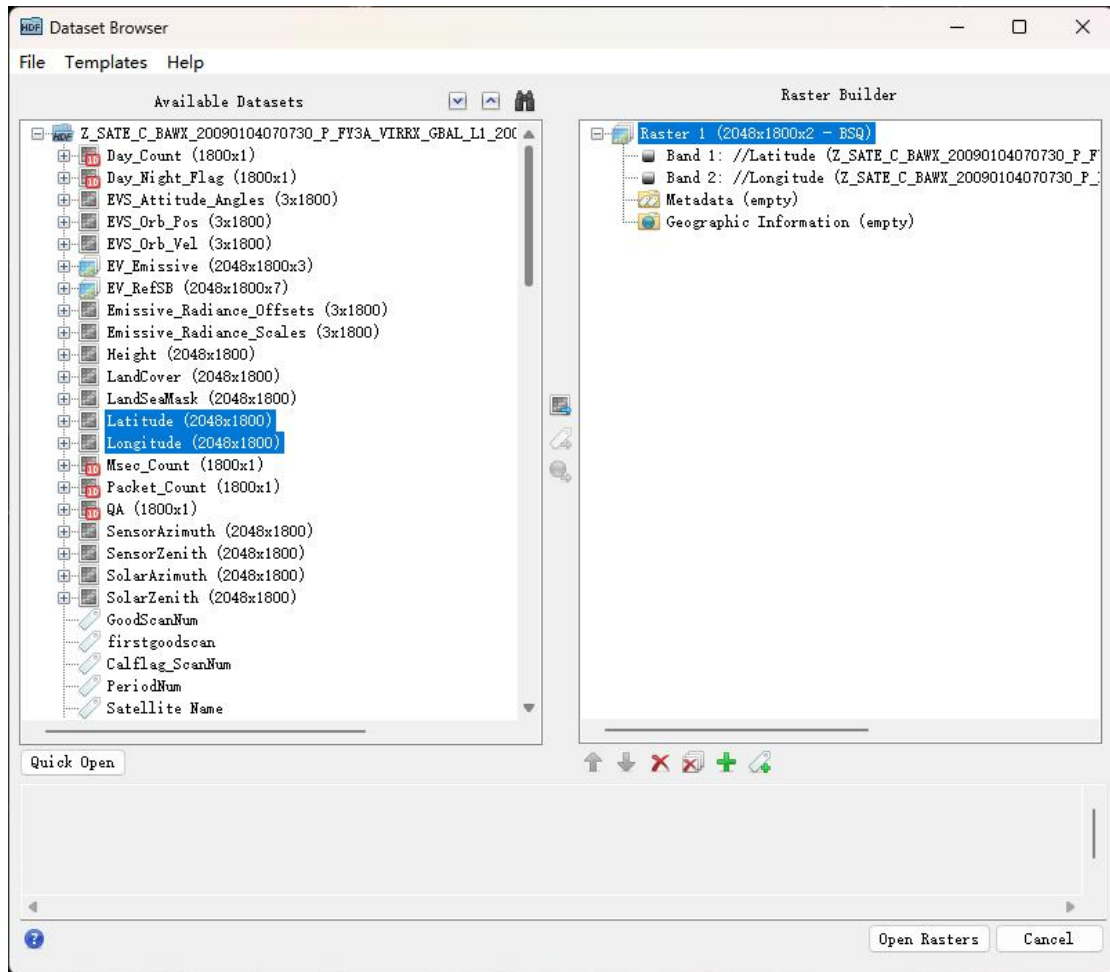 HDF Dataset Browser
File Templates Help
Available Datasets
Z_SATE_C_BAWX_20090104070730_P_FY3A_VIRRX_GBAL_L1_200
Day_Count (1800x1)
Day_Night_Flag (1800x1)
EVS_Attitude_Angles (3x1800)
EVS_Orb_Pos (3x1800)
EVS_Orb_Vel (3x1800)
EV_Emissive (2048x1800x3)
EV_RefSB (2048x1800x7)
Emissive_Radiance_Offsets (3x1800)
Emissive_Radiance_Scales (3x1800)
Height (2048x1800)
LandCover (2048x1800)
LandSeaMask (2048x1800)
Latitude (2048x1800)
Longitude (2048x1800)
Msec_Count (1800x1)
Packet_Count (1800x1)
QA (1800x1)
SensorAzimuth (2048x1800)
SensorZenith (2048x1800)
SolarAzimuth (2048x1800)
SolarZenith (2048x1800)
GoodScanNum
firstgoodscan
Calflag_ScanNum
PeriodNum
Satellite Name
Quick Open
Raster Builder
Raster 1 (2048x1800x2 - BSQ)
Band 1: //Latitude (Z_SATE_C_BAWX_20090104070730_P_F
Band 2: //Longitude (Z_SATE_C_BAWX_20090104070730_P_
Metadata (empty)
Geographic Information (empty)
Open Rasters Cancel